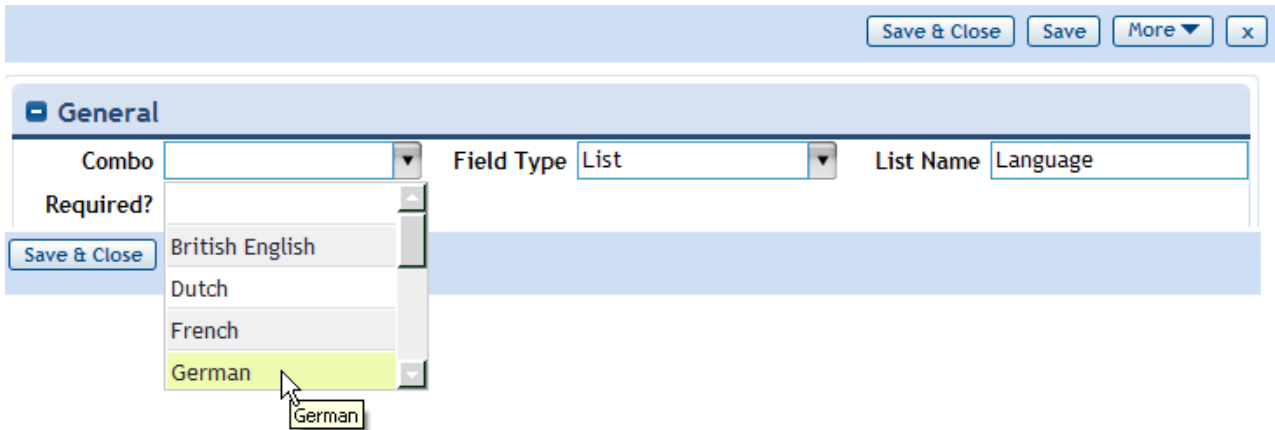 Save & Close Save More x
General
Combo Field Type List List Name Language
Required?
British English
Save & Close
Dutch
French
German
German